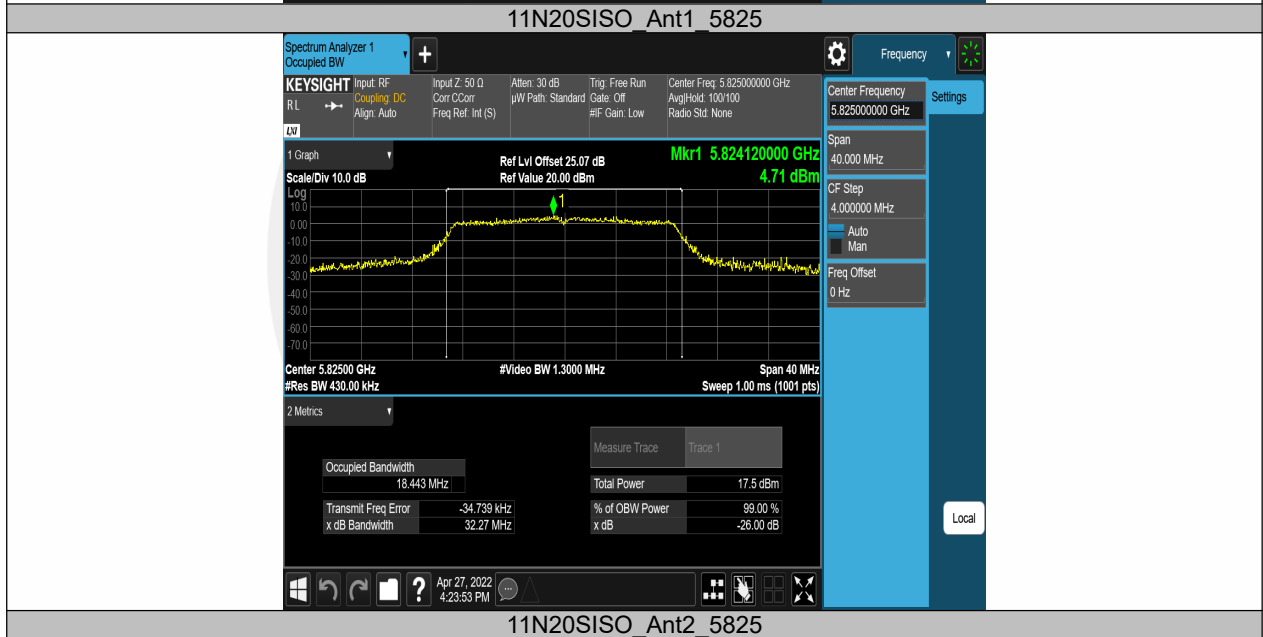 11N20SISO_Ant1_5825
Spectrum Analyzer 1
Occupied BW
+
Frequency
KEYSIGHT
Input: RF
Input Z: 50 Ω
Atten: 30 dB
Trig: Free Run
Center Freq: 5.825000000 GHz
RL
Coupling: DC
Corr CCorr
µW Path: Standard
Gate: Off
Avg|Hold: 100/100
Align: Auto
Freq Ref: Int (S)
#IF Gain: Low
Radio Std: None
LXI
Center Frequency
5.825000000 GHz
Settings
Span
40.000 MHz
CF Step
4.000000 MHz
Auto
Man
Freq Offset
0 Hz
1 Graph
Ref Lvl Offset 25.07 dB
Mkr1 5.824120000 GHz
Scale/Div 10.0 dB
Ref Value 20.00 dBm
4.71 dBm
Log
1
10.0
0.00
-10.0
-20.0
-30.0
-40.0
-50.0
-60.0
-70.0
Center 5.82500 GHz
#Video BW 1.3000 MHz
Span 40 MHz
#Res BW 430.00 kHz
Sweep 1.00 ms (1001 pts)
2 Metrics
Measure Trace
Trace 1
Occupied Bandwidth
18.443 MHz
Total Power
17.5 dBm
Transmit Freq Error
-34.739 kHz
% of OBW Power
99.00 %
x dB Bandwidth
32.27 MHz
x dB
-26.00 dB
Local
?
Apr 27, 2022
4:23:53 PM
11N20SISO_Ant2_5825